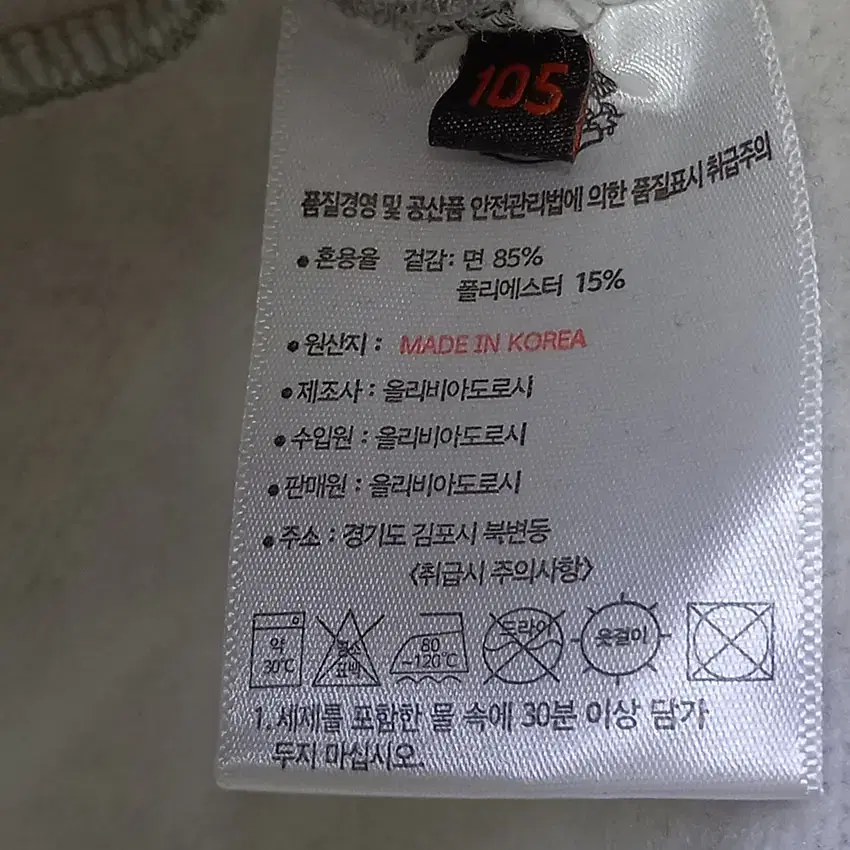 105
품질경영 및 공산품 안전관리법에 의한 품질표시 취급주의
• 혼용율 겉감: 면 85%
폴리에스터 15%
• 원산지 : MADE IN KOREA
• 제조사 : 올리비아도로시
• 수입원 : 올리비아도로시
• 판매원 : 올리비아도로시
• 주소 : 경기도 김포시 북변동
<취급시 주의사항>
약 30℃
염소 표백
80 ~120℃
드라이
옷걸이
1. 세제를 포함한 물 속에 30분 이상 담가
두지 마십시오.